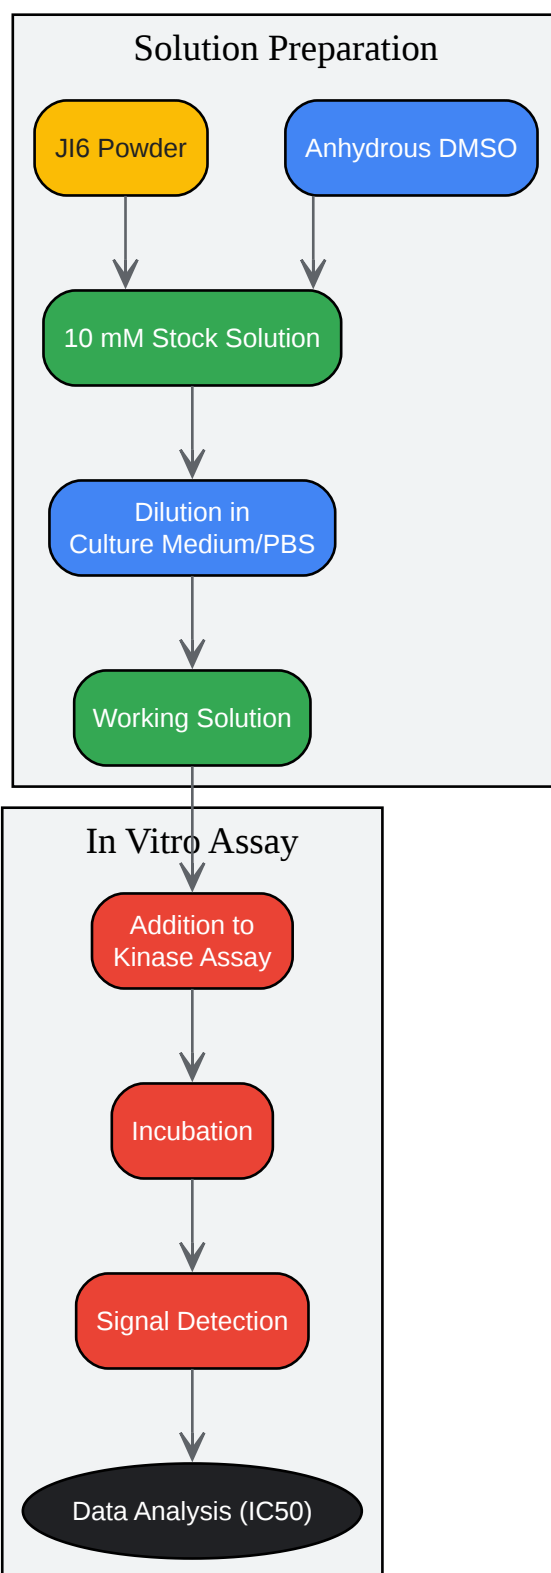 Solution Preparation
JI6 Powder
Anhydrous DMSO
10 mM Stock Solution
Dilution in
Culture Medium/PBS
Working Solution
In Vitro Assay
Addition to
Kinase Assay
Incubation
Signal Detection
Data Analysis (IC50)